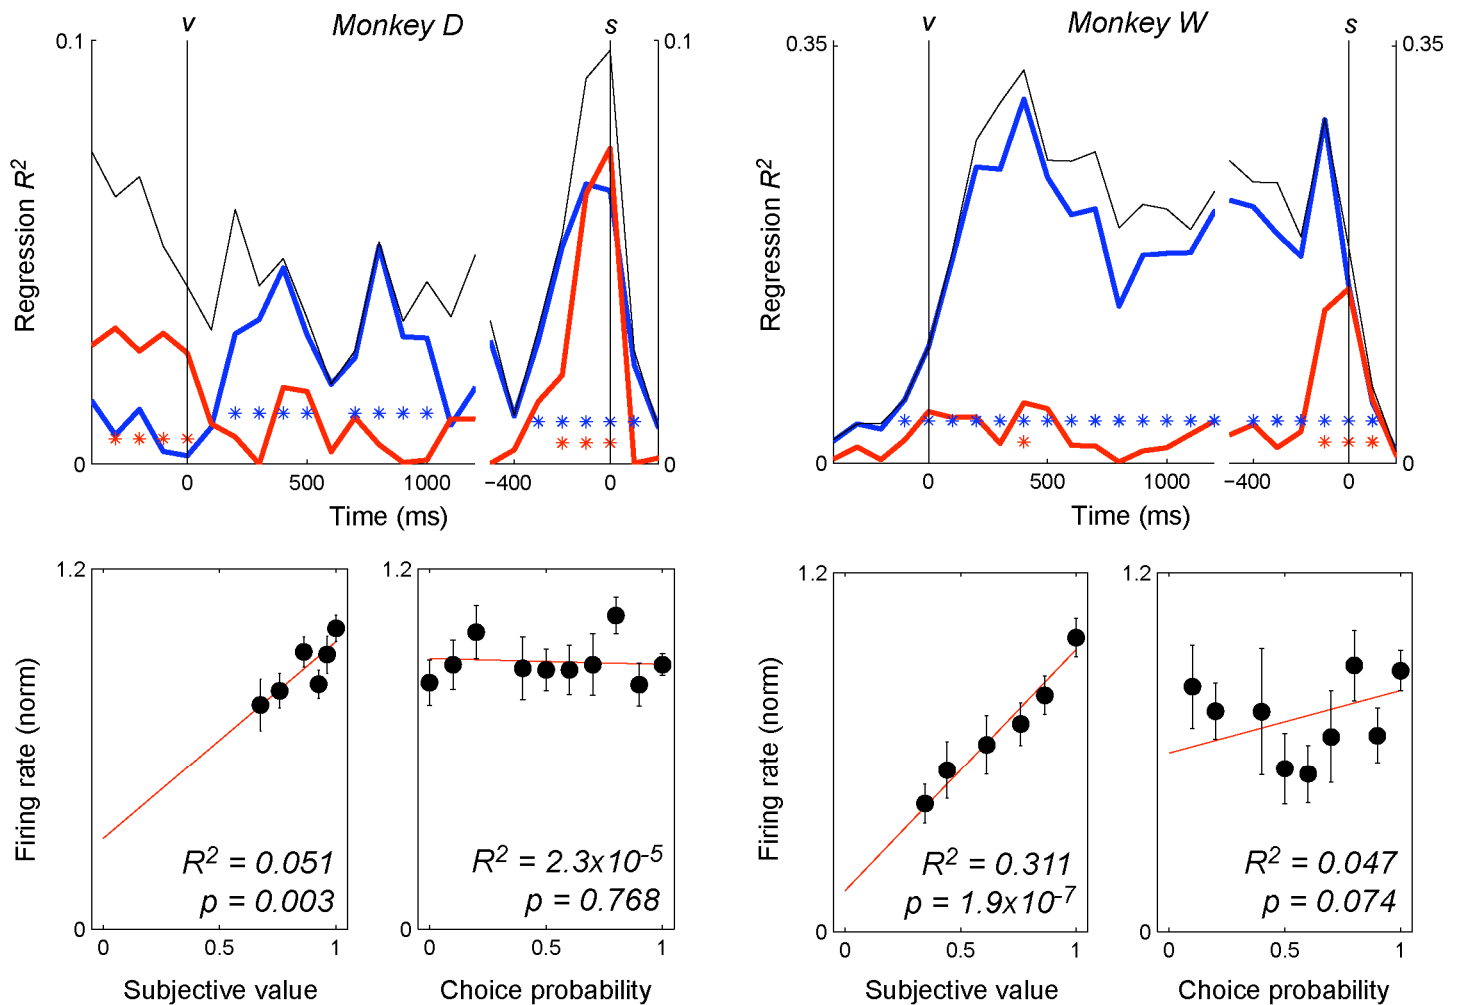 v Monkey D s
0.1 0.1
Regression R²
0 0
0 500 1000 −400 0
Time (ms)
v Monkey W s
0.35 0.35
Regression R²
0 0
0 500 1000 −400 0
Time (ms)
1.2
Firing rate (norm)
R² = 0.051
p = 0.003
0
0 0.5 1
Subjective value
1.2
R² = 2.3x10⁻⁵
p = 0.768
0
0 0.5 1
Choice probability
1.2
Firing rate (norm)
R² = 0.311
p = 1.9x10⁻⁷
0
0 0.5 1
Subjective value
1.2
R² = 0.047
p = 0.074
0
0 0.5 1
Choice probability